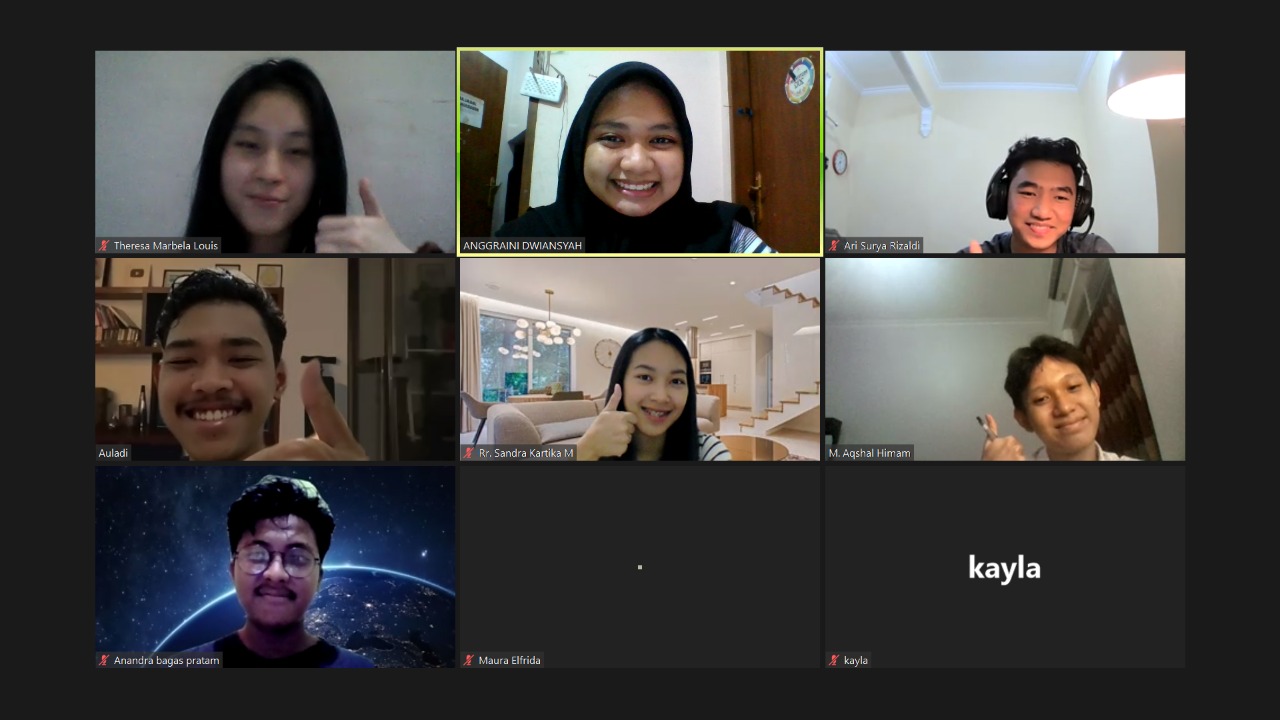 Theresa Marbela Louis
ANGGRAINI DWIANSYAH
Ari Surya Rizaldi
Auladi
Rr. Sandra Kartika M
M. Aqshal Himam
Anandra bagas pratam
Maura Elfrida
kayla
kayla